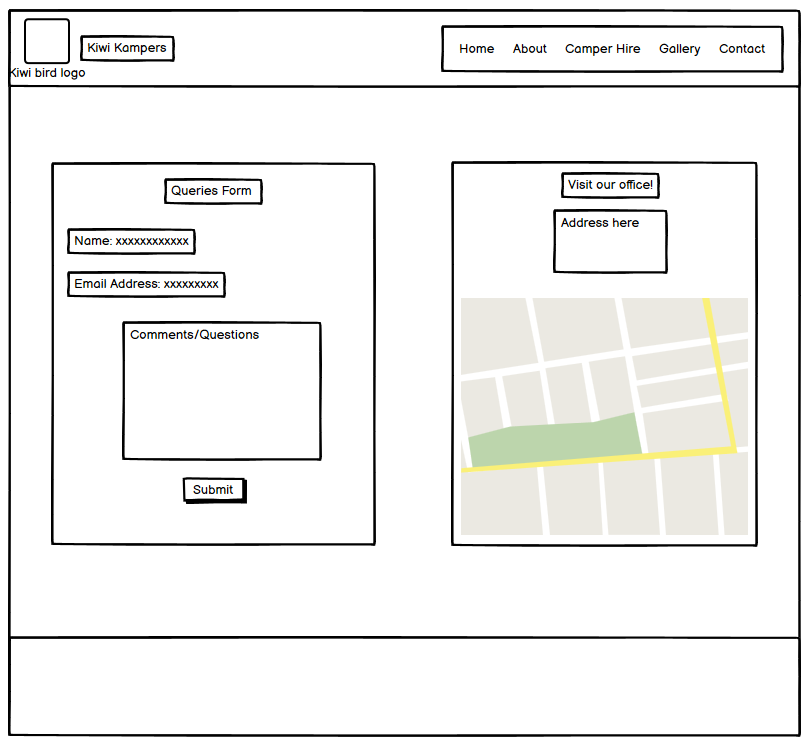 Kiwi Kampers
Home About Camper Hire Gallery Contact
Kiwi bird logo
Queries Form
Name: xxxxxxxxxxxx
Email Address: xxxxxxxxx
Comments/Questions
Submit
Visit our office!
Address here